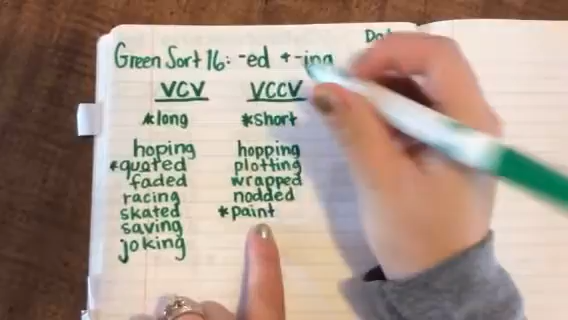 Green Sort 16: -ed + -ing
VCV
*long
hoping
*quoted
faded
racing
skated
saving
joking
VCCV
*short
hopping
plotting
wrapped
nodded
*paint